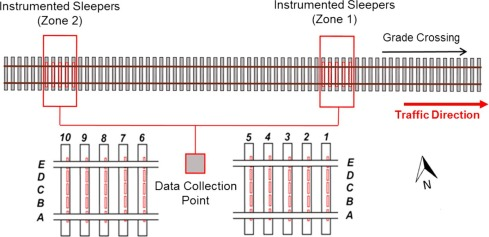 Instrumented Sleepers
(Zone 2)
Instrumented Sleepers
(Zone 1)
Grade Crossing
Traffic Direction
10 9 8 7 6
E
D
C
B
A
Data Collection
Point
5 4 3 2 1
E
D
C
B
A
N